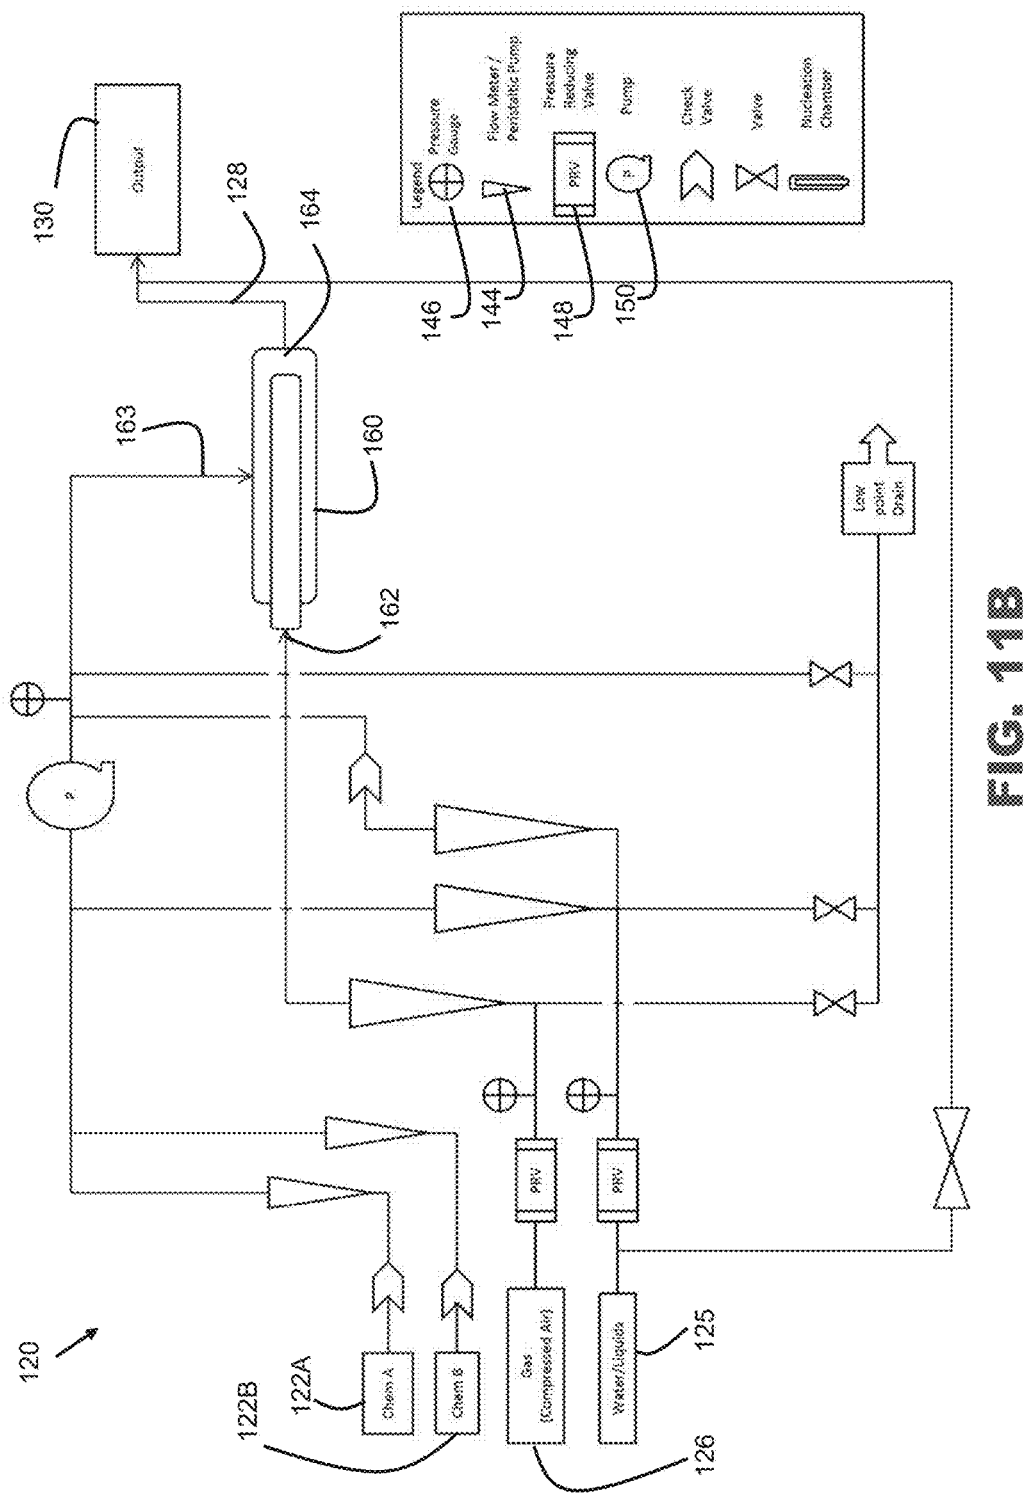 120
122A
122B
Chem A
Chem B
Gas
(Compressed Air)
Water/Liquids
126
125
PRV
PRV
P
162
160
163
164
128
130
Output
Low
point
Drain
Legend
Pressure
Gauge
Flow Meter /
Peristaltic Pump
Pressure
Reducing
Valve
PRV
Pump
P
Check
Valve
Valve
Nucleation
Chamber
146
144
148
150
FIG. 11B